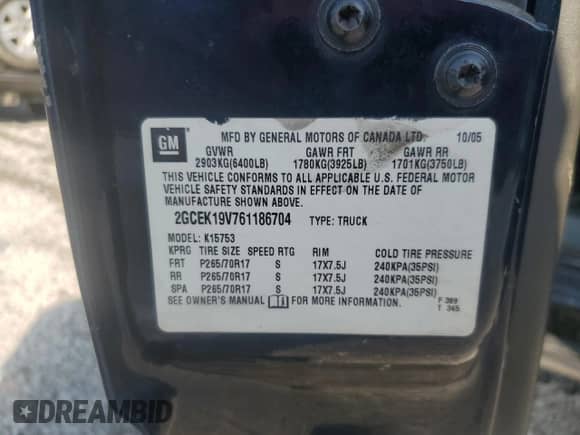 GM
MFD BY GENERAL MOTORS OF CANADA LTD. 10/05
GVWR GAWR FRT GAWR RR
2903KG(6400LB) 1780KG(3925LB) 1701KG(3750LB)
THIS VEHICLE CONFORMS TO ALL APPLICABLE U.S. FEDERAL MOTOR
VEHICLE SAFETY STANDARDS IN EFFECT ON THE DATE OF
MANUFACTURE SHOWN ABOVE.
2GCEK19V761186704 TYPE: TRUCK
MODEL: K15753
KPRG TIRE SIZE SPEED RTG RIM COLD TIRE PRESSURE
FRT P265/70R17 S 17X7.5J 240KPA(35PSI)
RR P265/70R17 S 17X7.5J 240KPA(35PSI)
SPA P265/70R17 S 17X7.5J 240KPA(35PSI)
SEE OWNER'S MANUAL FOR MORE INFORMATION. F 389
T 345
DREAMBID